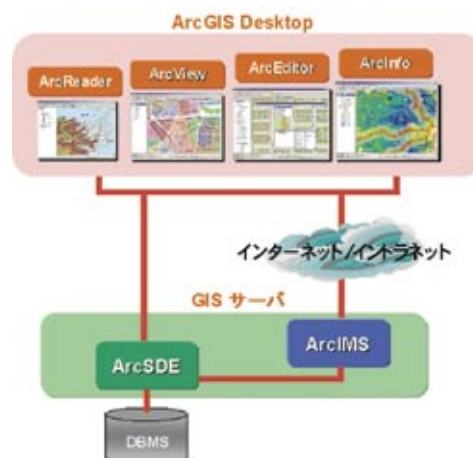 ArcGIS Desktop
ArcReader
ArcView
ArcEditor
ArcInfo
インターネット/イントラネット
GIS サーバ
ArcIMS
ArcSDE
DBMS